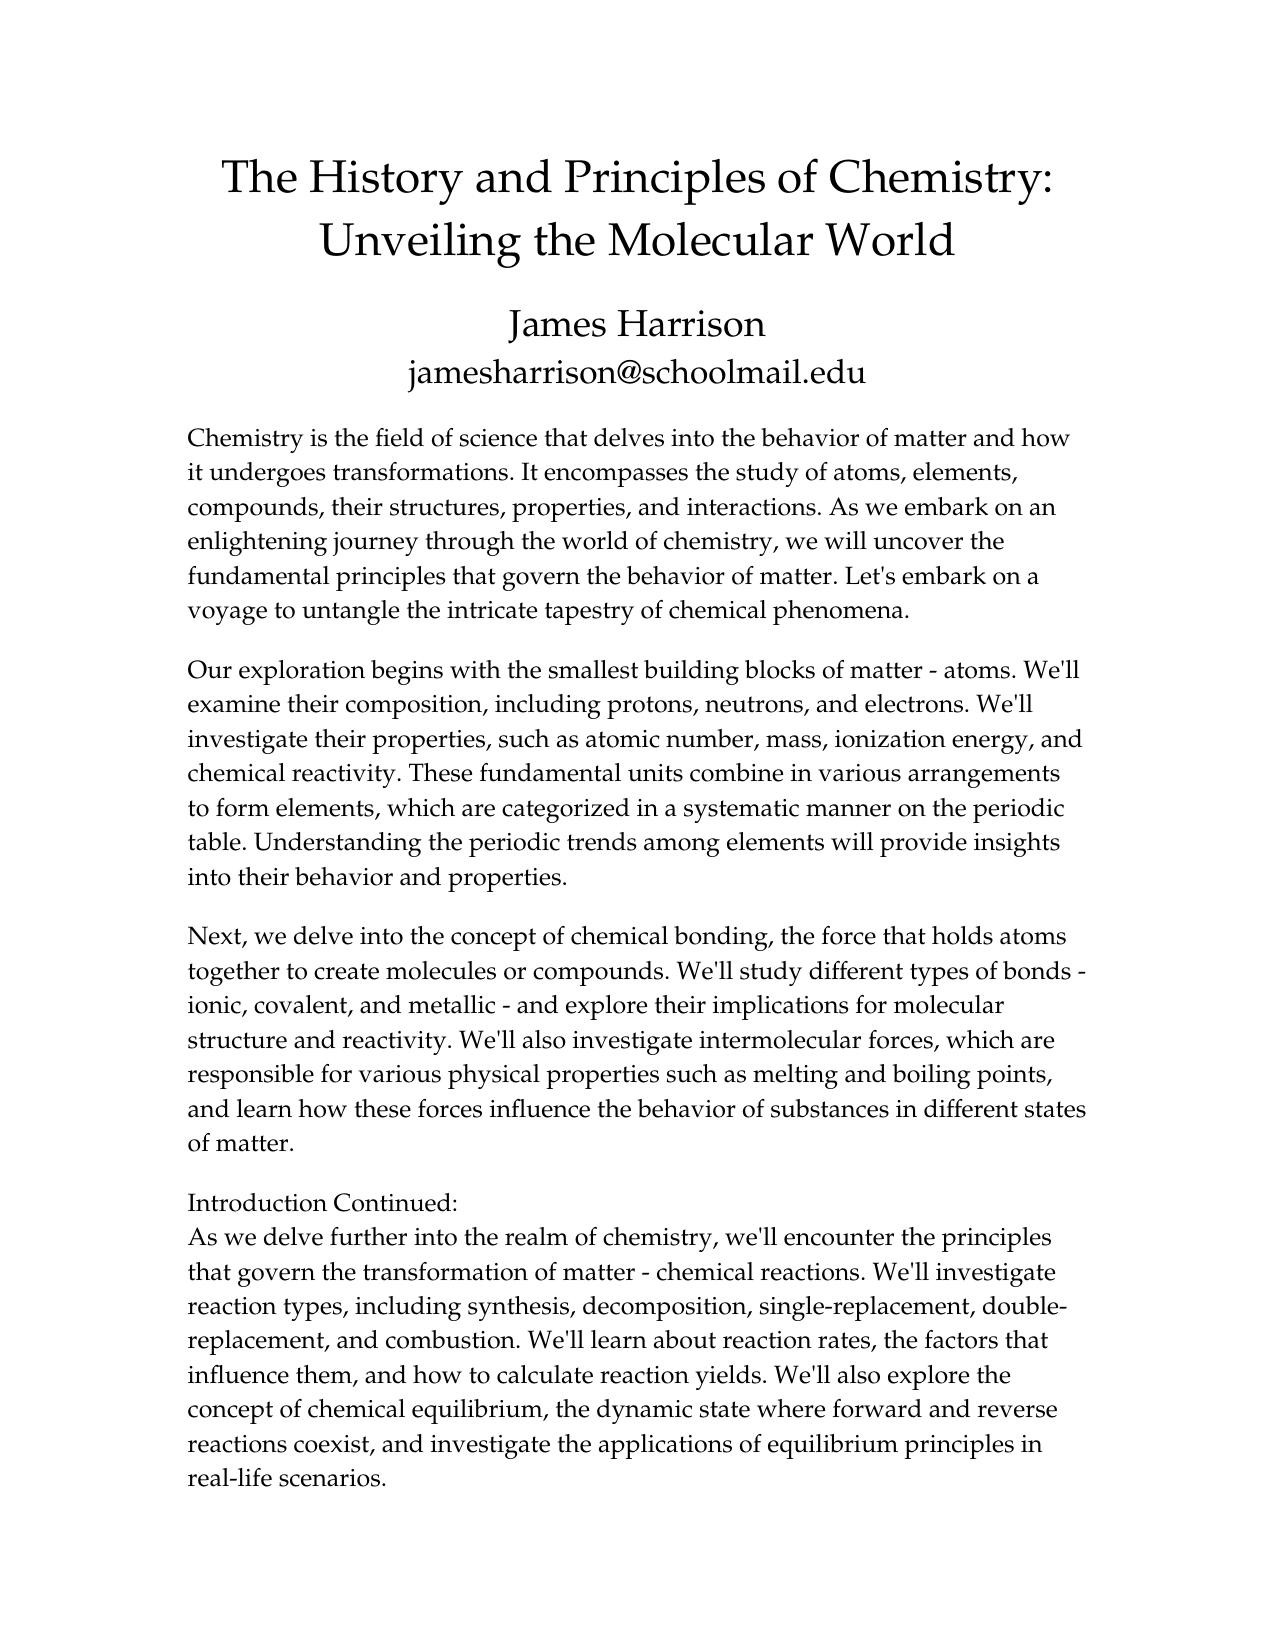 The History and Principles of Chemistry:
Unveiling the Molecular World
James Harrison
jamesharrison@schoolmail.edu
Chemistry is the field of science that delves into the behavior of matter and how
it undergoes transformations. It encompasses the study of atoms, elements,
compounds, their structures, properties, and interactions. As we embark on an
enlightening journey through the world of chemistry, we will uncover the
fundamental principles that govern the behavior of matter. Let's embark on a
voyage to untangle the intricate tapestry of chemical phenomena.
Our exploration begins with the smallest building blocks of matter - atoms. We'll
examine their composition, including protons, neutrons, and electrons. We'll
investigate their properties, such as atomic number, mass, ionization energy, and
chemical reactivity. These fundamental units combine in various arrangements
to form elements, which are categorized in a systematic manner on the periodic
table. Understanding the periodic trends among elements will provide insights
into their behavior and properties.
Next, we delve into the concept of chemical bonding, the force that holds atoms
together to create molecules or compounds. We'll study different types of bonds -
ionic, covalent, and metallic - and explore their implications for molecular
structure and reactivity. We'll also investigate intermolecular forces, which are
responsible for various physical properties such as melting and boiling points,
and learn how these forces influence the behavior of substances in different states
of matter.
Introduction Continued:
As we delve further into the realm of chemistry, we'll encounter the principles
that govern the transformation of matter - chemical reactions. We'll investigate
reaction types, including synthesis, decomposition, single-replacement, double-
replacement, and combustion. We'll learn about reaction rates, the factors that
influence them, and how to calculate reaction yields. We'll also explore the
concept of chemical equilibrium, the dynamic state where forward and reverse
reactions coexist, and investigate the applications of equilibrium principles in
real-life scenarios.